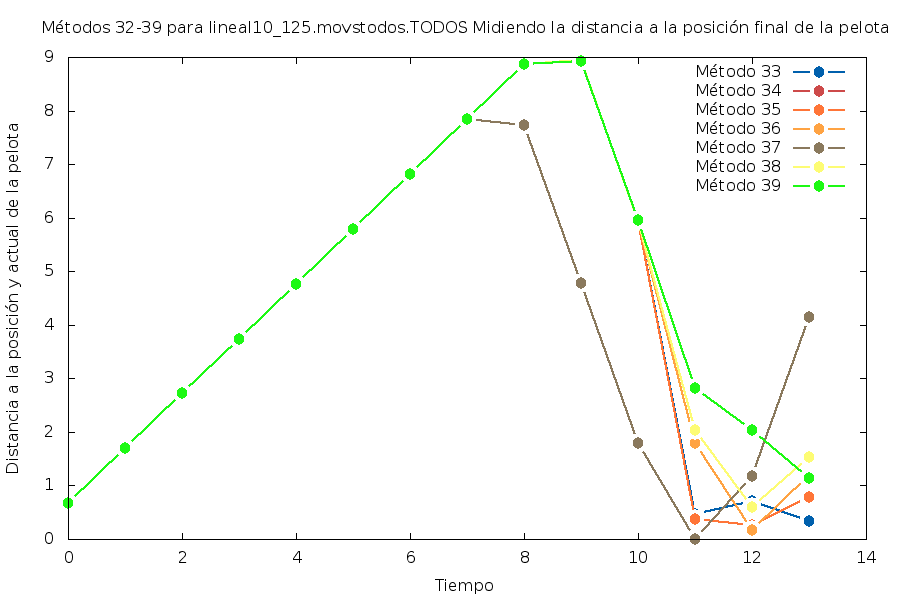 Métodos 32-39 para lineal10_125.movstodos.TODOS Midiendo la distancia a la posición final de la pelota
Distancia a la posición y actual de la pelota
9
8
7
6
5
4
3
2
1
0
Método 33
Método 34
Método 35
Método 36
Método 37
Método 38
Método 39
0
2
4
6
8
10
12
14
Tiempo